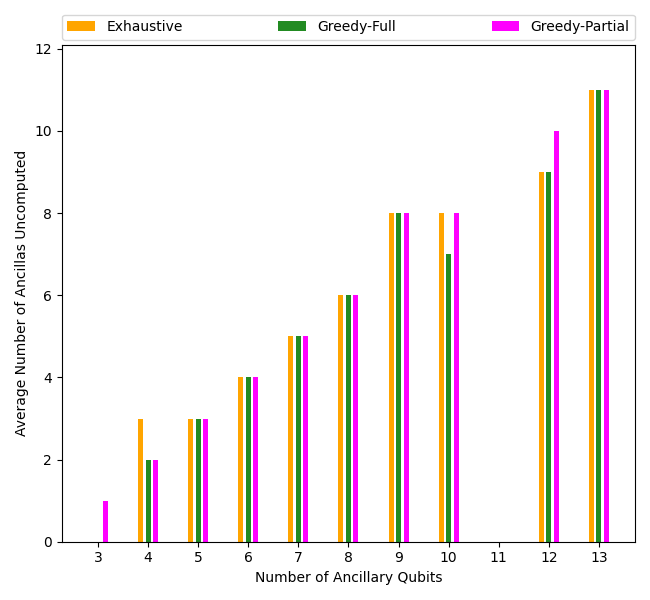 Exhaustive Greedy-Full Greedy-Partial
12
10
8
6
4
2
0
Average Number of Ancillas Uncomputed
3 4 5 6 7 8 9 10 11 12 13
Number of Ancillary Qubits